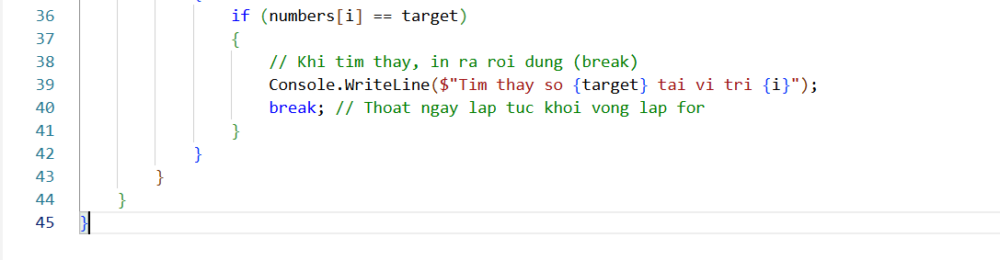 36 if (numbers[i] == target)
37 {
38 // Khi tim thay, in ra roi dung (break)
39 Console.WriteLine($"Tim thay so {target} tai vi tri {i}");
40 break; // Thoat ngay lap tuc khoi vong lap for
41 }
42 }
43 }
44 }
45 }